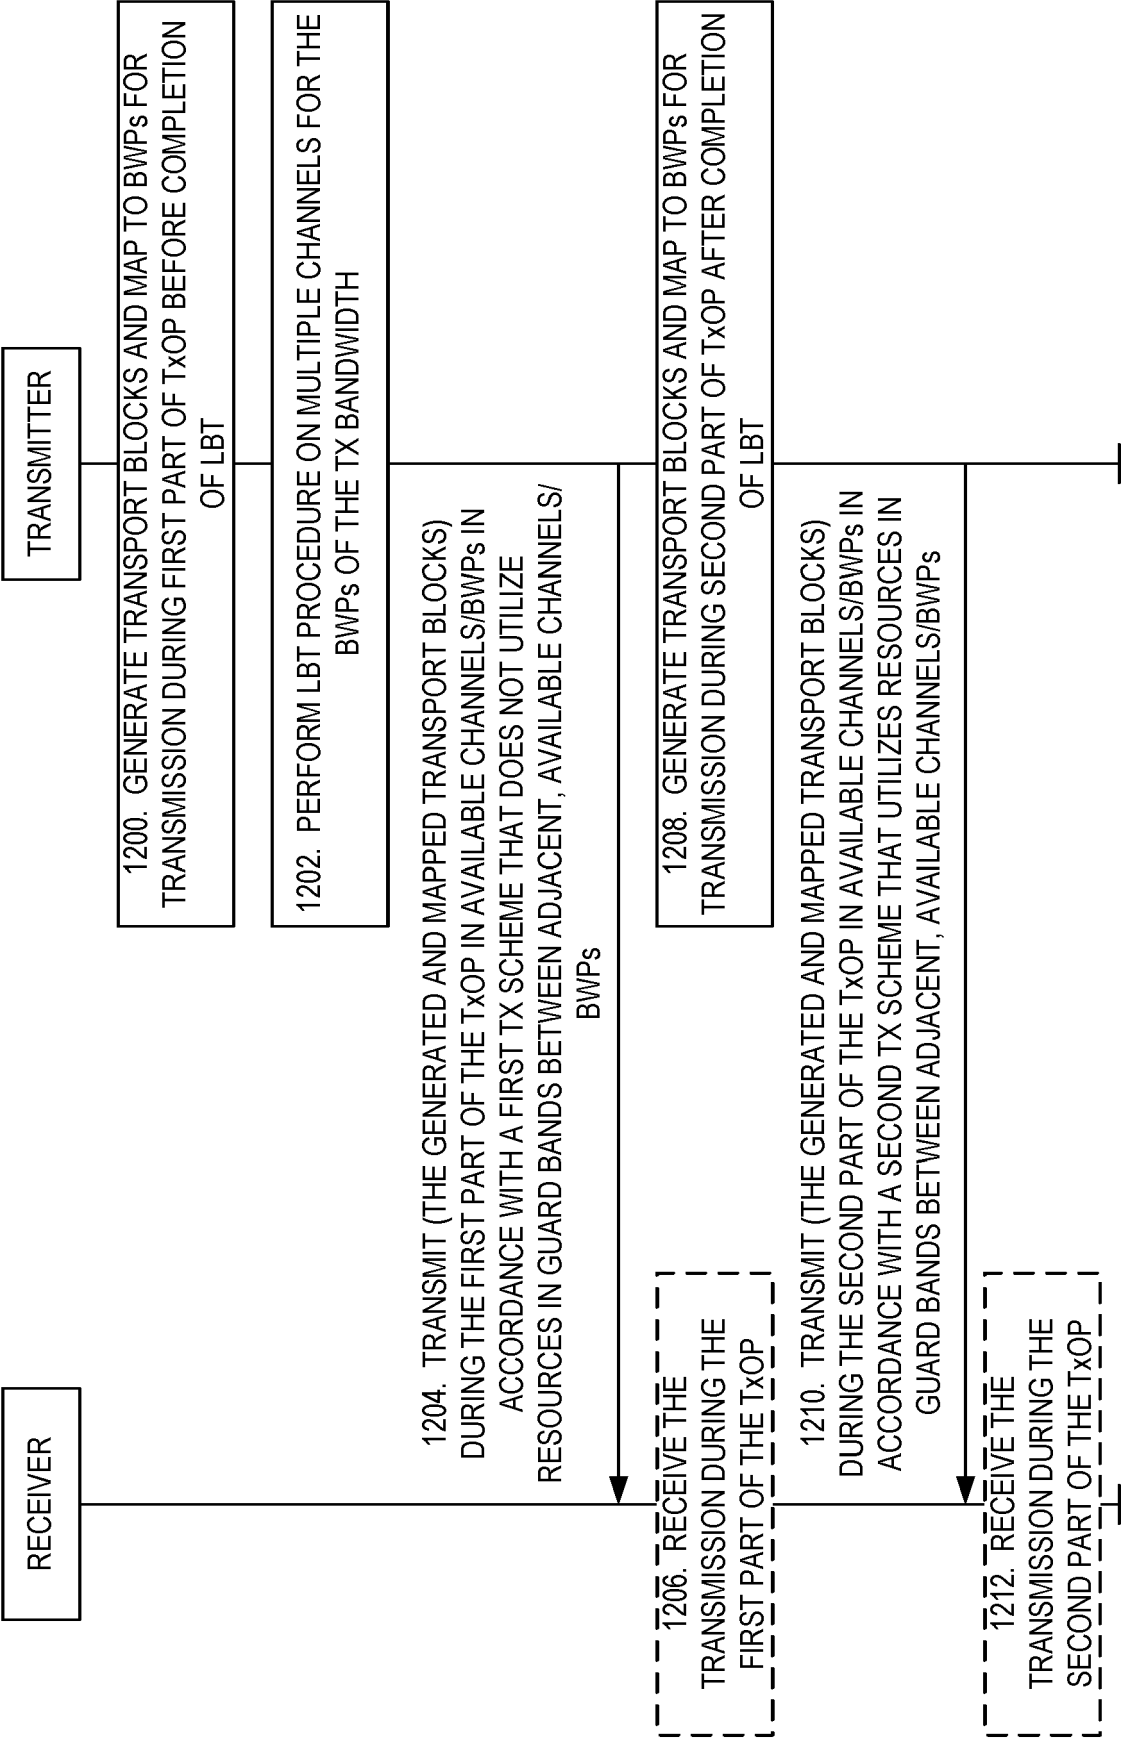 RECEIVER
TRANSMITTER
1200. GENERATE TRANSPORT BLOCKS AND MAP TO BWPs FOR
TRANSMISSION DURING FIRST PART OF TxOP BEFORE COMPLETION
OF LBT
1202. PERFORM LBT PROCEDURE ON MULTIPLE CHANNELS FOR THE
BWPs OF THE TX BANDWIDTH
1204. TRANSMIT (THE GENERATED AND MAPPED TRANSPORT BLOCKS)
DURING THE FIRST PART OF THE TxOP IN AVAILABLE CHANNELS/BWPs IN
ACCORDANCE WITH A FIRST TX SCHEME THAT DOES NOT UTILIZE
RESOURCES IN GUARD BANDS BETWEEN ADJACENT, AVAILABLE CHANNELS/
BWPs
1206. RECEIVE THE
TRANSMISSION DURING THE
FIRST PART OF THE TxOP
1208. GENERATE TRANSPORT BLOCKS AND MAP TO BWPs FOR
TRANSMISSION DURING SECOND PART OF TxOP AFTER COMPLETION
OF LBT
1210. TRANSMIT (THE GENERATED AND MAPPED TRANSPORT BLOCKS)
DURING THE SECOND PART OF THE TxOP IN AVAILABLE CHANNELS/BWPs IN
ACCORDANCE WITH A SECOND TX SCHEME THAT UTILIZES RESOURCES IN
GUARD BANDS BETWEEN ADJACENT, AVAILABLE CHANNELS/BWPs
1212. RECEIVE THE
TRANSMISSION DURING THE
SECOND PART OF THE TxOP